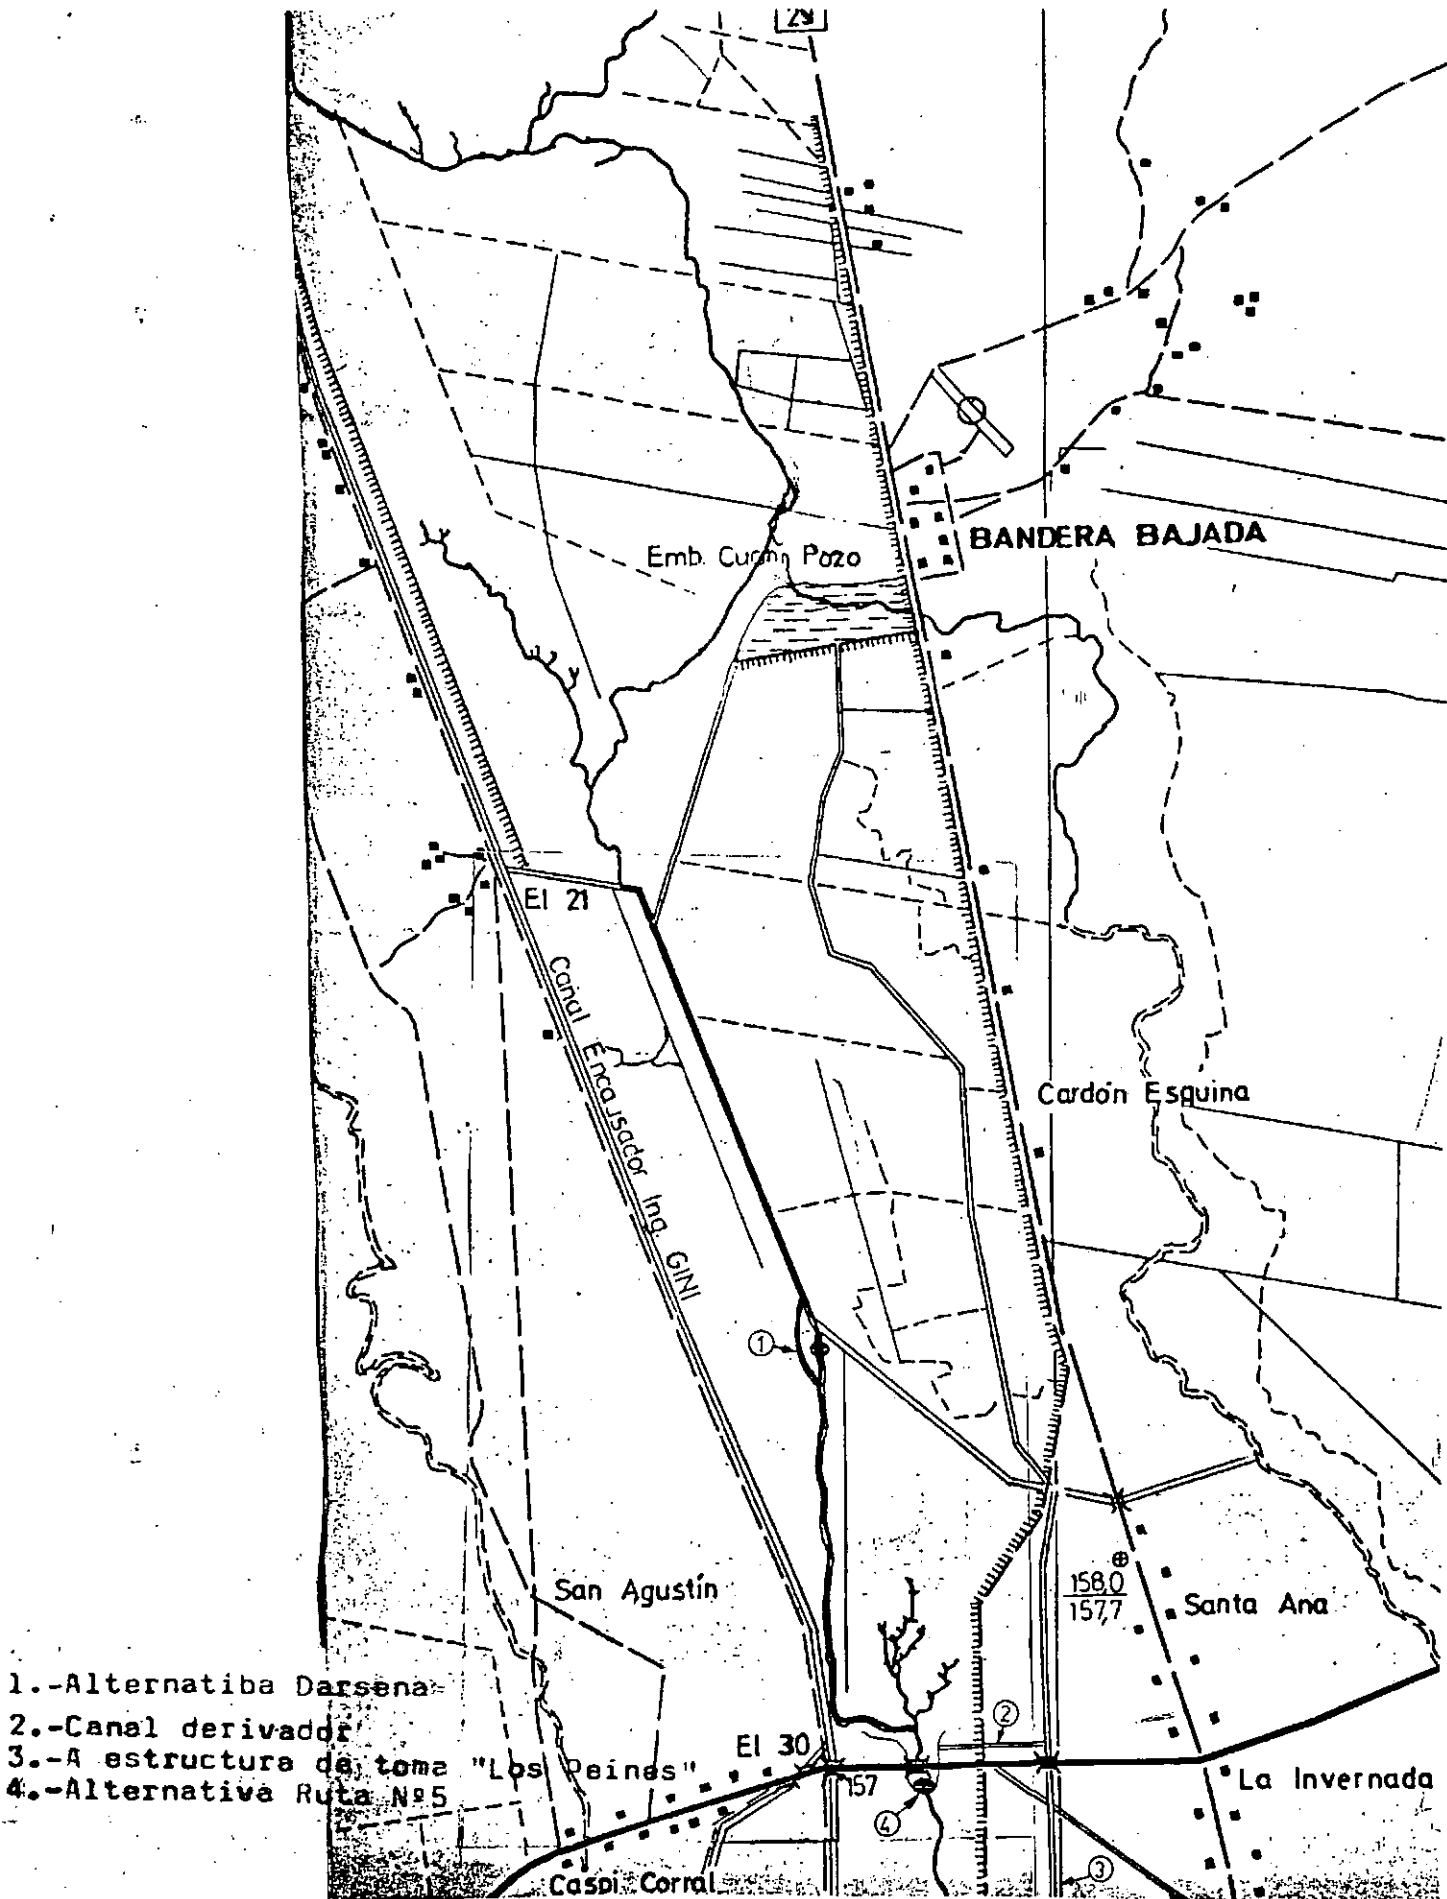 29
BANDERA BAJADA
Emb. Cuchi Pozo
El 21
Canal Encausador Ing. GINI
Cardón Esquina
1
158,0
157,7
San Agustín
Santa Ana
1.-Alternatiba Darsena
2.-Canal derivador
3.-A estructura de toma "Los Peines"
4.-Alternativa Ruta Nº5
2
El 30
157
La Invernada
4
3
Caspi Corral